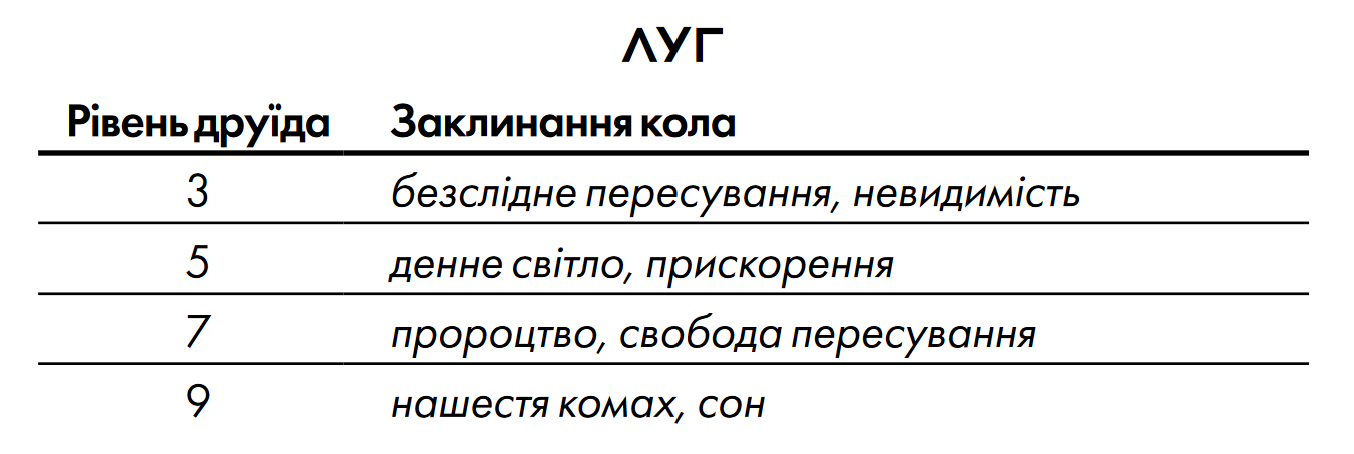 ЛУГ
Рівень друїда Заклинання кола
3 безслідне пересування, невидимість
5 денне світло, прискорення
7 пророцтво, свобода пересування
9 нашестя комах, сон